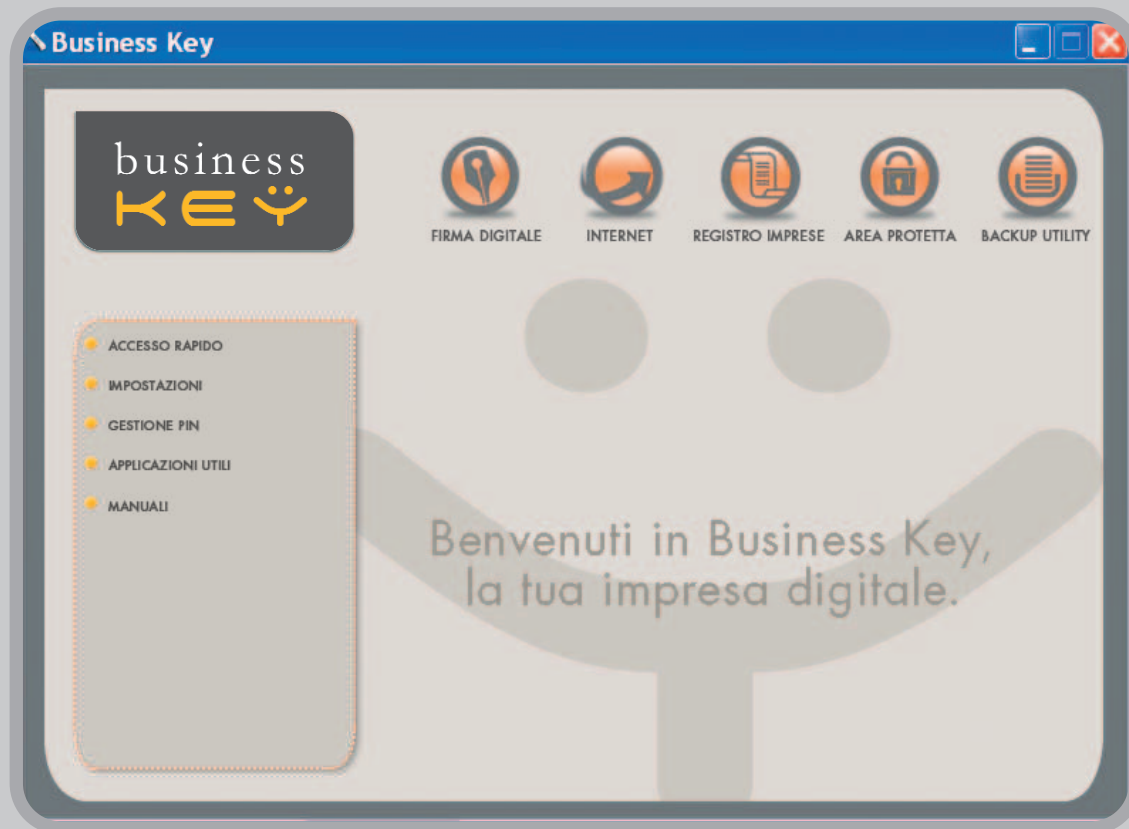 Business Key
business
KEY
FIRMA DIGITALE
INTERNET
REGISTRO IMPRESE
AREA PROTETTA
BACKUP UTILITY
ACCESSO RAPIDO
IMPOSTAZIONI
GESTIONE PIN
APPLICAZIONI UTILI
MANUALI
Benvenuti in Business Key,
la tua impresa digitale.